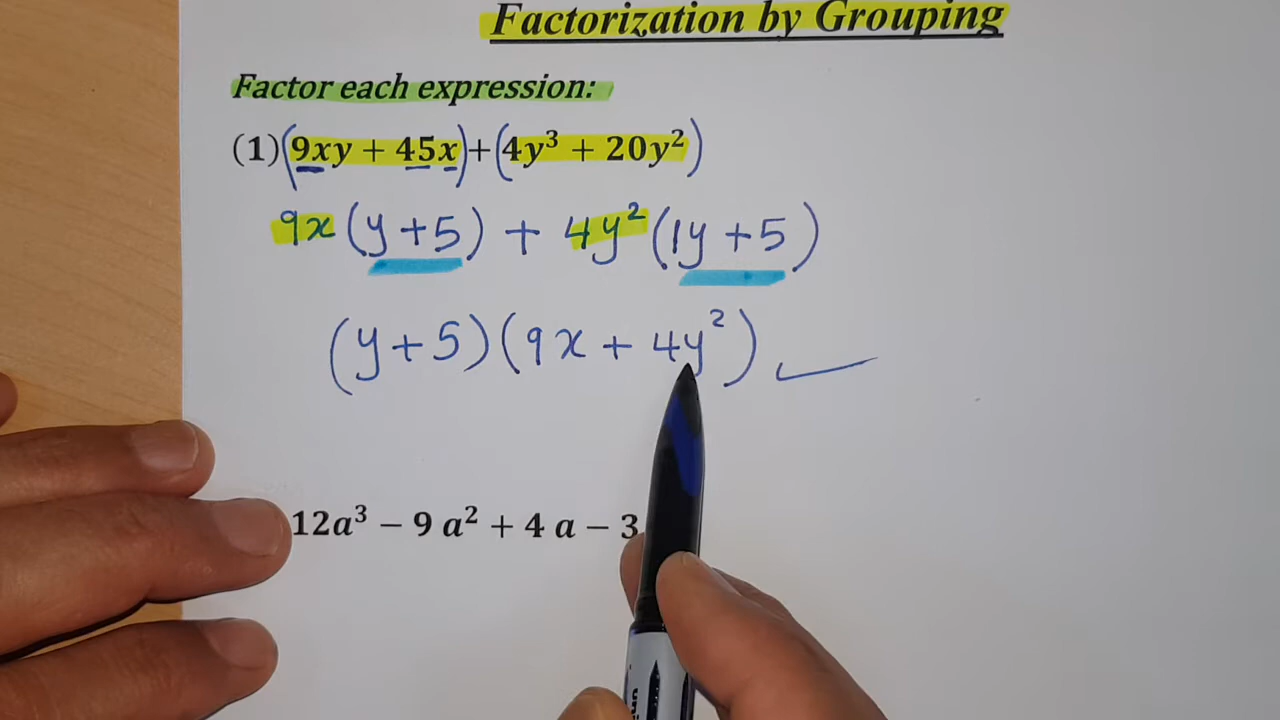 Factorization by Grouping
Factor each expression:
(1)(9xy + 45x)+(4y³ + 20y²)
9x(y+5) + 4y²(1y+5)
(y+5)(9x+4y²)
12a³ − 9 a² + 4 a − 3